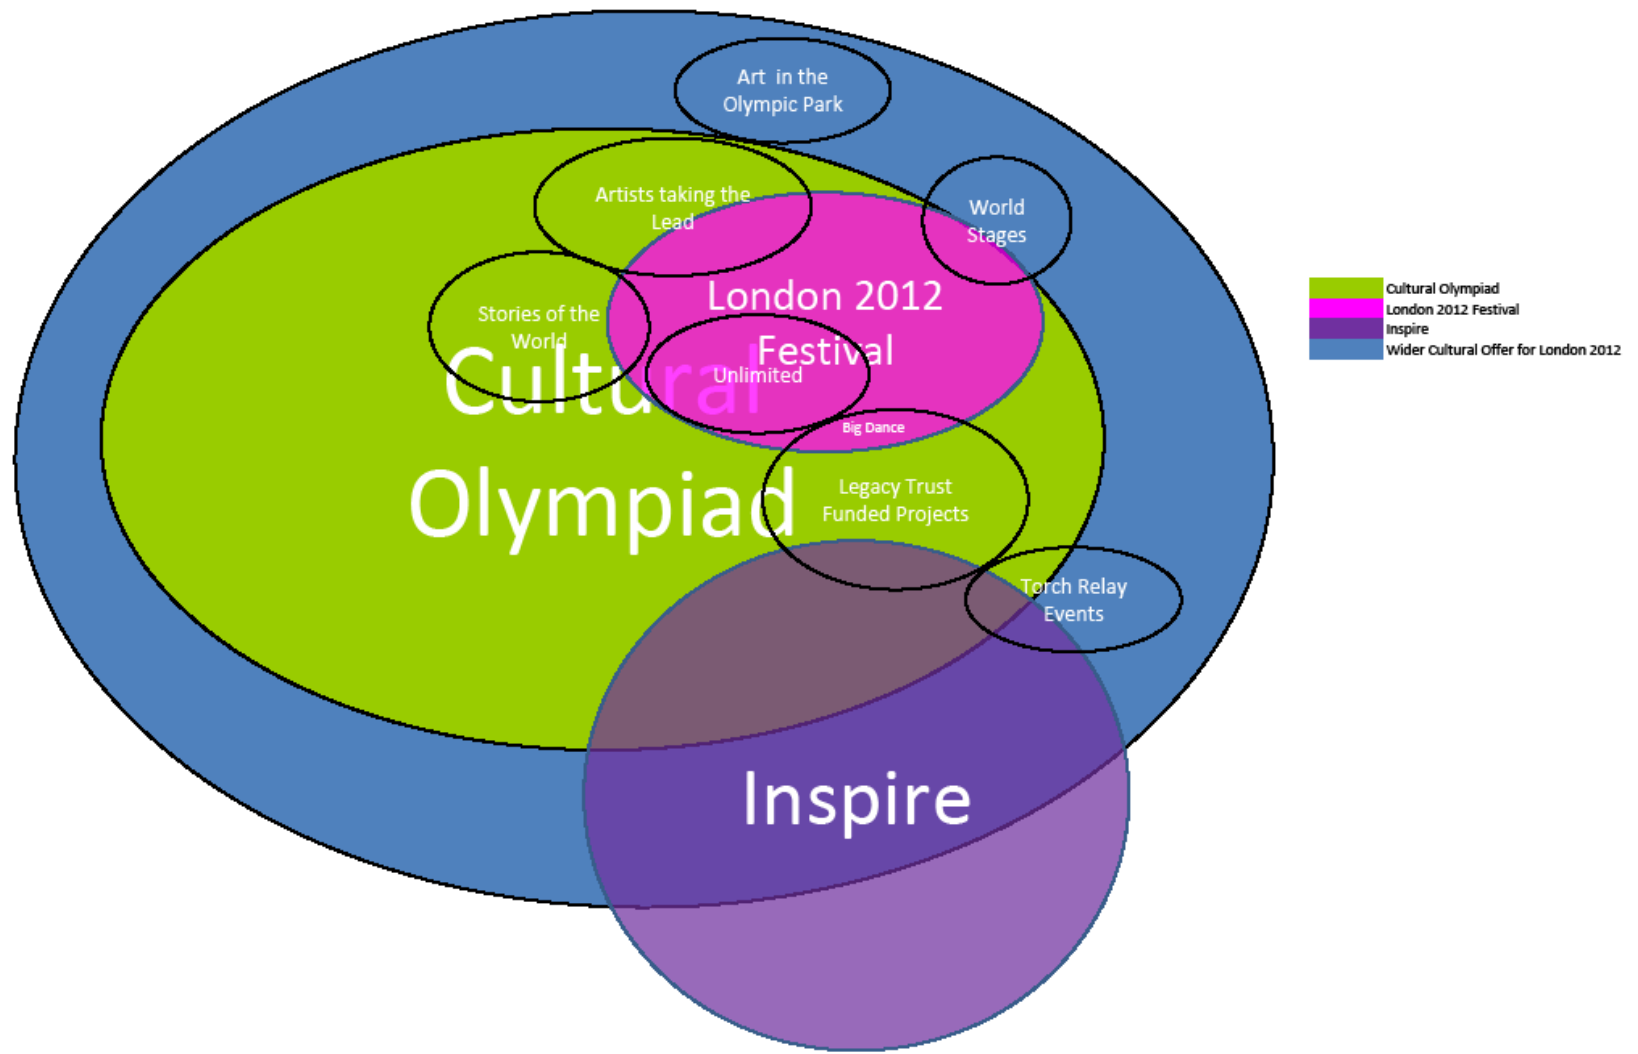 Art in the
Olympic Park
Artists taking the
Lead
World
Stages
London 2012
Festival
Stories of the
World
Unlimited
Cultural
Olympiad
Big Dance
Legacy Trust
Funded Projects
Torch Relay
Events
Inspire
Cultural Olympiad
London 2012 Festival
Inspire
Wider Cultural Offer for London 2012